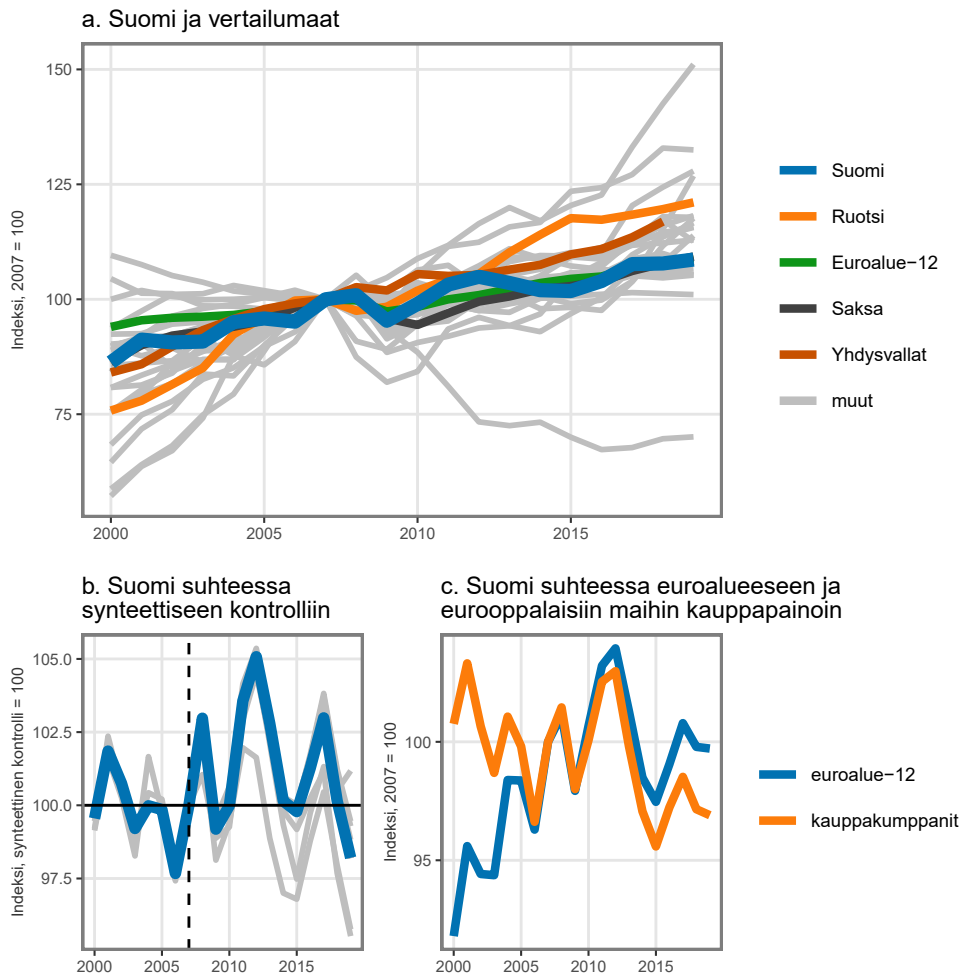 a. Suomi ja vertailumaat
Indeksi, 2007 = 100
150
125
100
75
2000
2005
2010
2015
Suomi
Ruotsi
Euroalue−12
Saksa
Yhdysvallat
muut
b. Suomi suhteessa
synteettiseen kontrolliin
Indeksi, synteettinen kontrolli = 100
105.0
102.5
100.0
97.5
2000
2005
2010
2015
c. Suomi suhteessa euroalueeseen ja
eurooppalaisiin maihin kauppapainoin
Indeksi, 2007 = 100
100
95
2000
2005
2010
2015
euroalue−12
kauppakumppanit